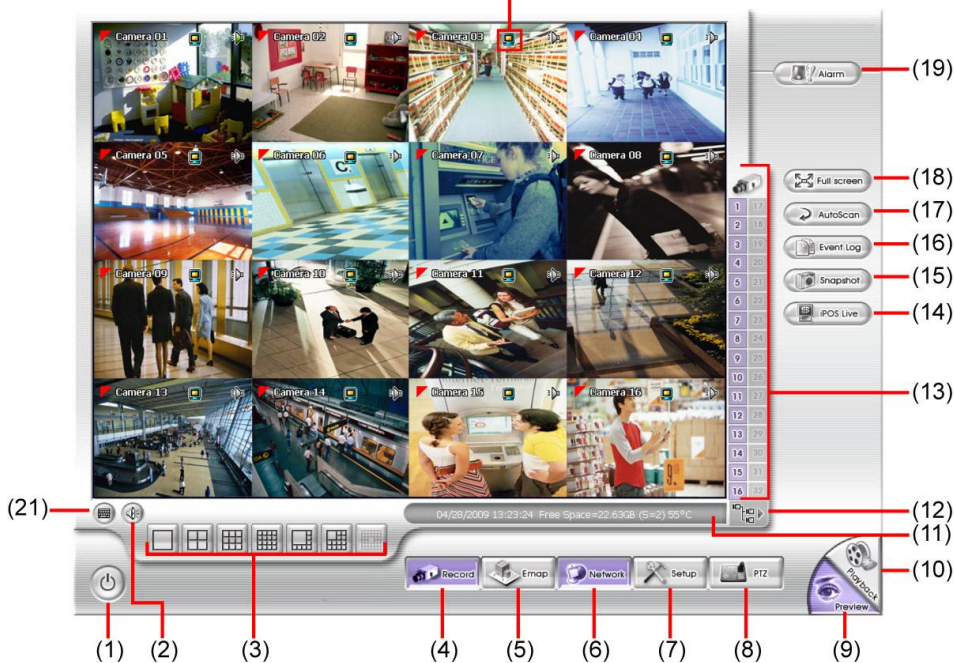 Camera 01
Camera 02
Camera 03
Camera 04
Alarm
(19)
Camera 05
Camera 06
Camera 07
Camera 08
Full screen
(18)
1 17
AutoScan
(17)
2 18
3 19
Event Log
(16)
4 20
Camera 09
Camera 10
Camera 11
Camera 12
5 21
Snapshot
(15)
6 22
7 23
iPOS Live
(14)
8 24
9 25
10 26
Camera 13
Camera 14
Camera 15
Camera 16
11 27
(13)
12 28
13 29
14 30
15 31
16 32
(21)
04/28/2009 13:23:24 Free Space=22.63GB (S=2) 55°C
(12)
(11)
Record
Emap
Network
Setup
PTZ
Playback
(10)
Preview
(1)
(2)
(3)
(4)
(5)
(6)
(7)
(8)
(9)